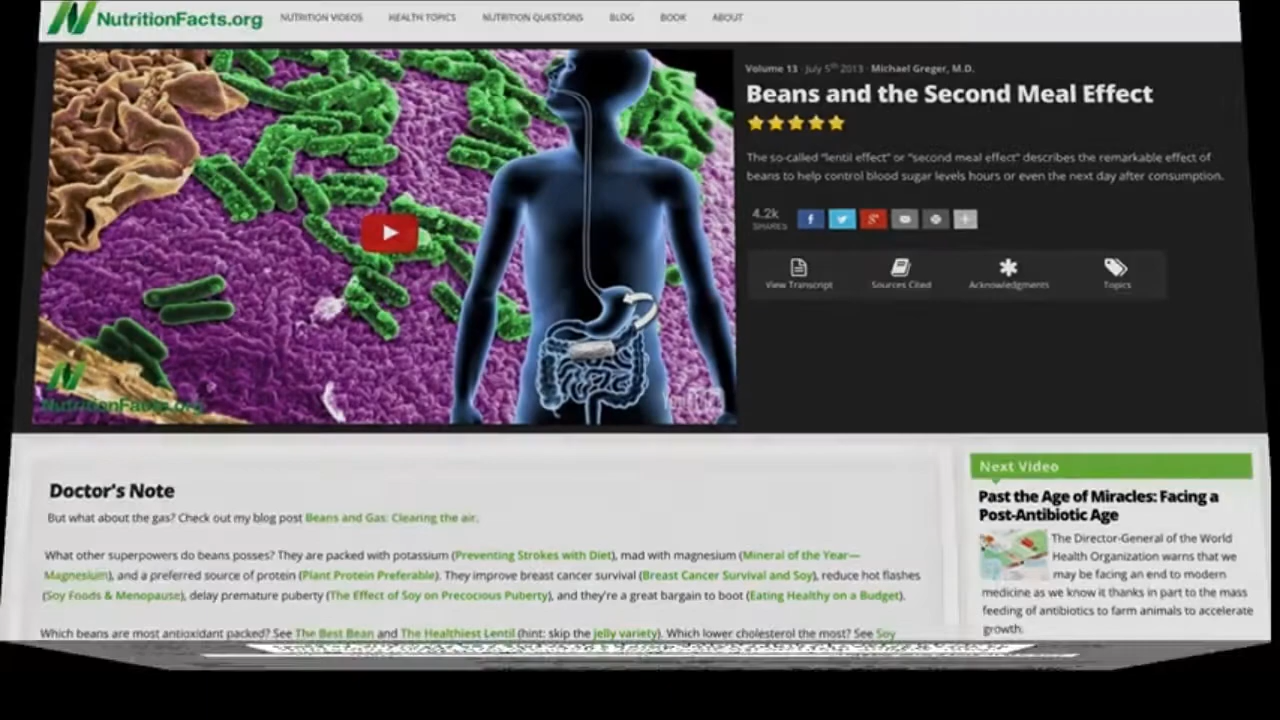 NutritionFacts.org
NUTRITION VIDEOS HEALTH TOPICS NUTRITION QUESTIONS BLOG BOOK ABOUT
Volume 13 · July 5th 2013 · Michael Greger, M.D.
Beans and the Second Meal Effect
The so-called "lentil effect" or "second meal effect" describes the remarkable effect of
beans to help control blood sugar levels hours or even the next day after consumption.
4.2k
SHARES
View Transcript Sources Cited Acknowledgments Topics
NutritionFacts.org
Doctor's Note
But what about the gas? Check out my blog post Beans and Gas: Clearing the air.
What other superpowers do beans posses? They are packed with potassium (Preventing Strokes with Diet), mad with magnesium (Mineral of the Year—
Magnesium), and a preferred source of protein (Plant Protein Preferable). They improve breast cancer survival (Breast Cancer Survival and Soy), reduce hot flashes
(Soy Foods & Menopause), delay premature puberty (The Effect of Soy on Precocious Puberty), and they're a great bargain to boot (Eating Healthy on a Budget).
Which beans are most antioxidant packed? See The Best Bean and The Healthiest Lentil (hint: skip the jelly variety). Which lower cholesterol the most? See Soy
Next Video
Past the Age of Miracles: Facing a
Post-Antibiotic Age
The Director-General of the World
Health Organization warns that we
may be facing an end to modern
medicine as we know it thanks in part to the mass
feeding of antibiotics to farm animals to accelerate
growth.